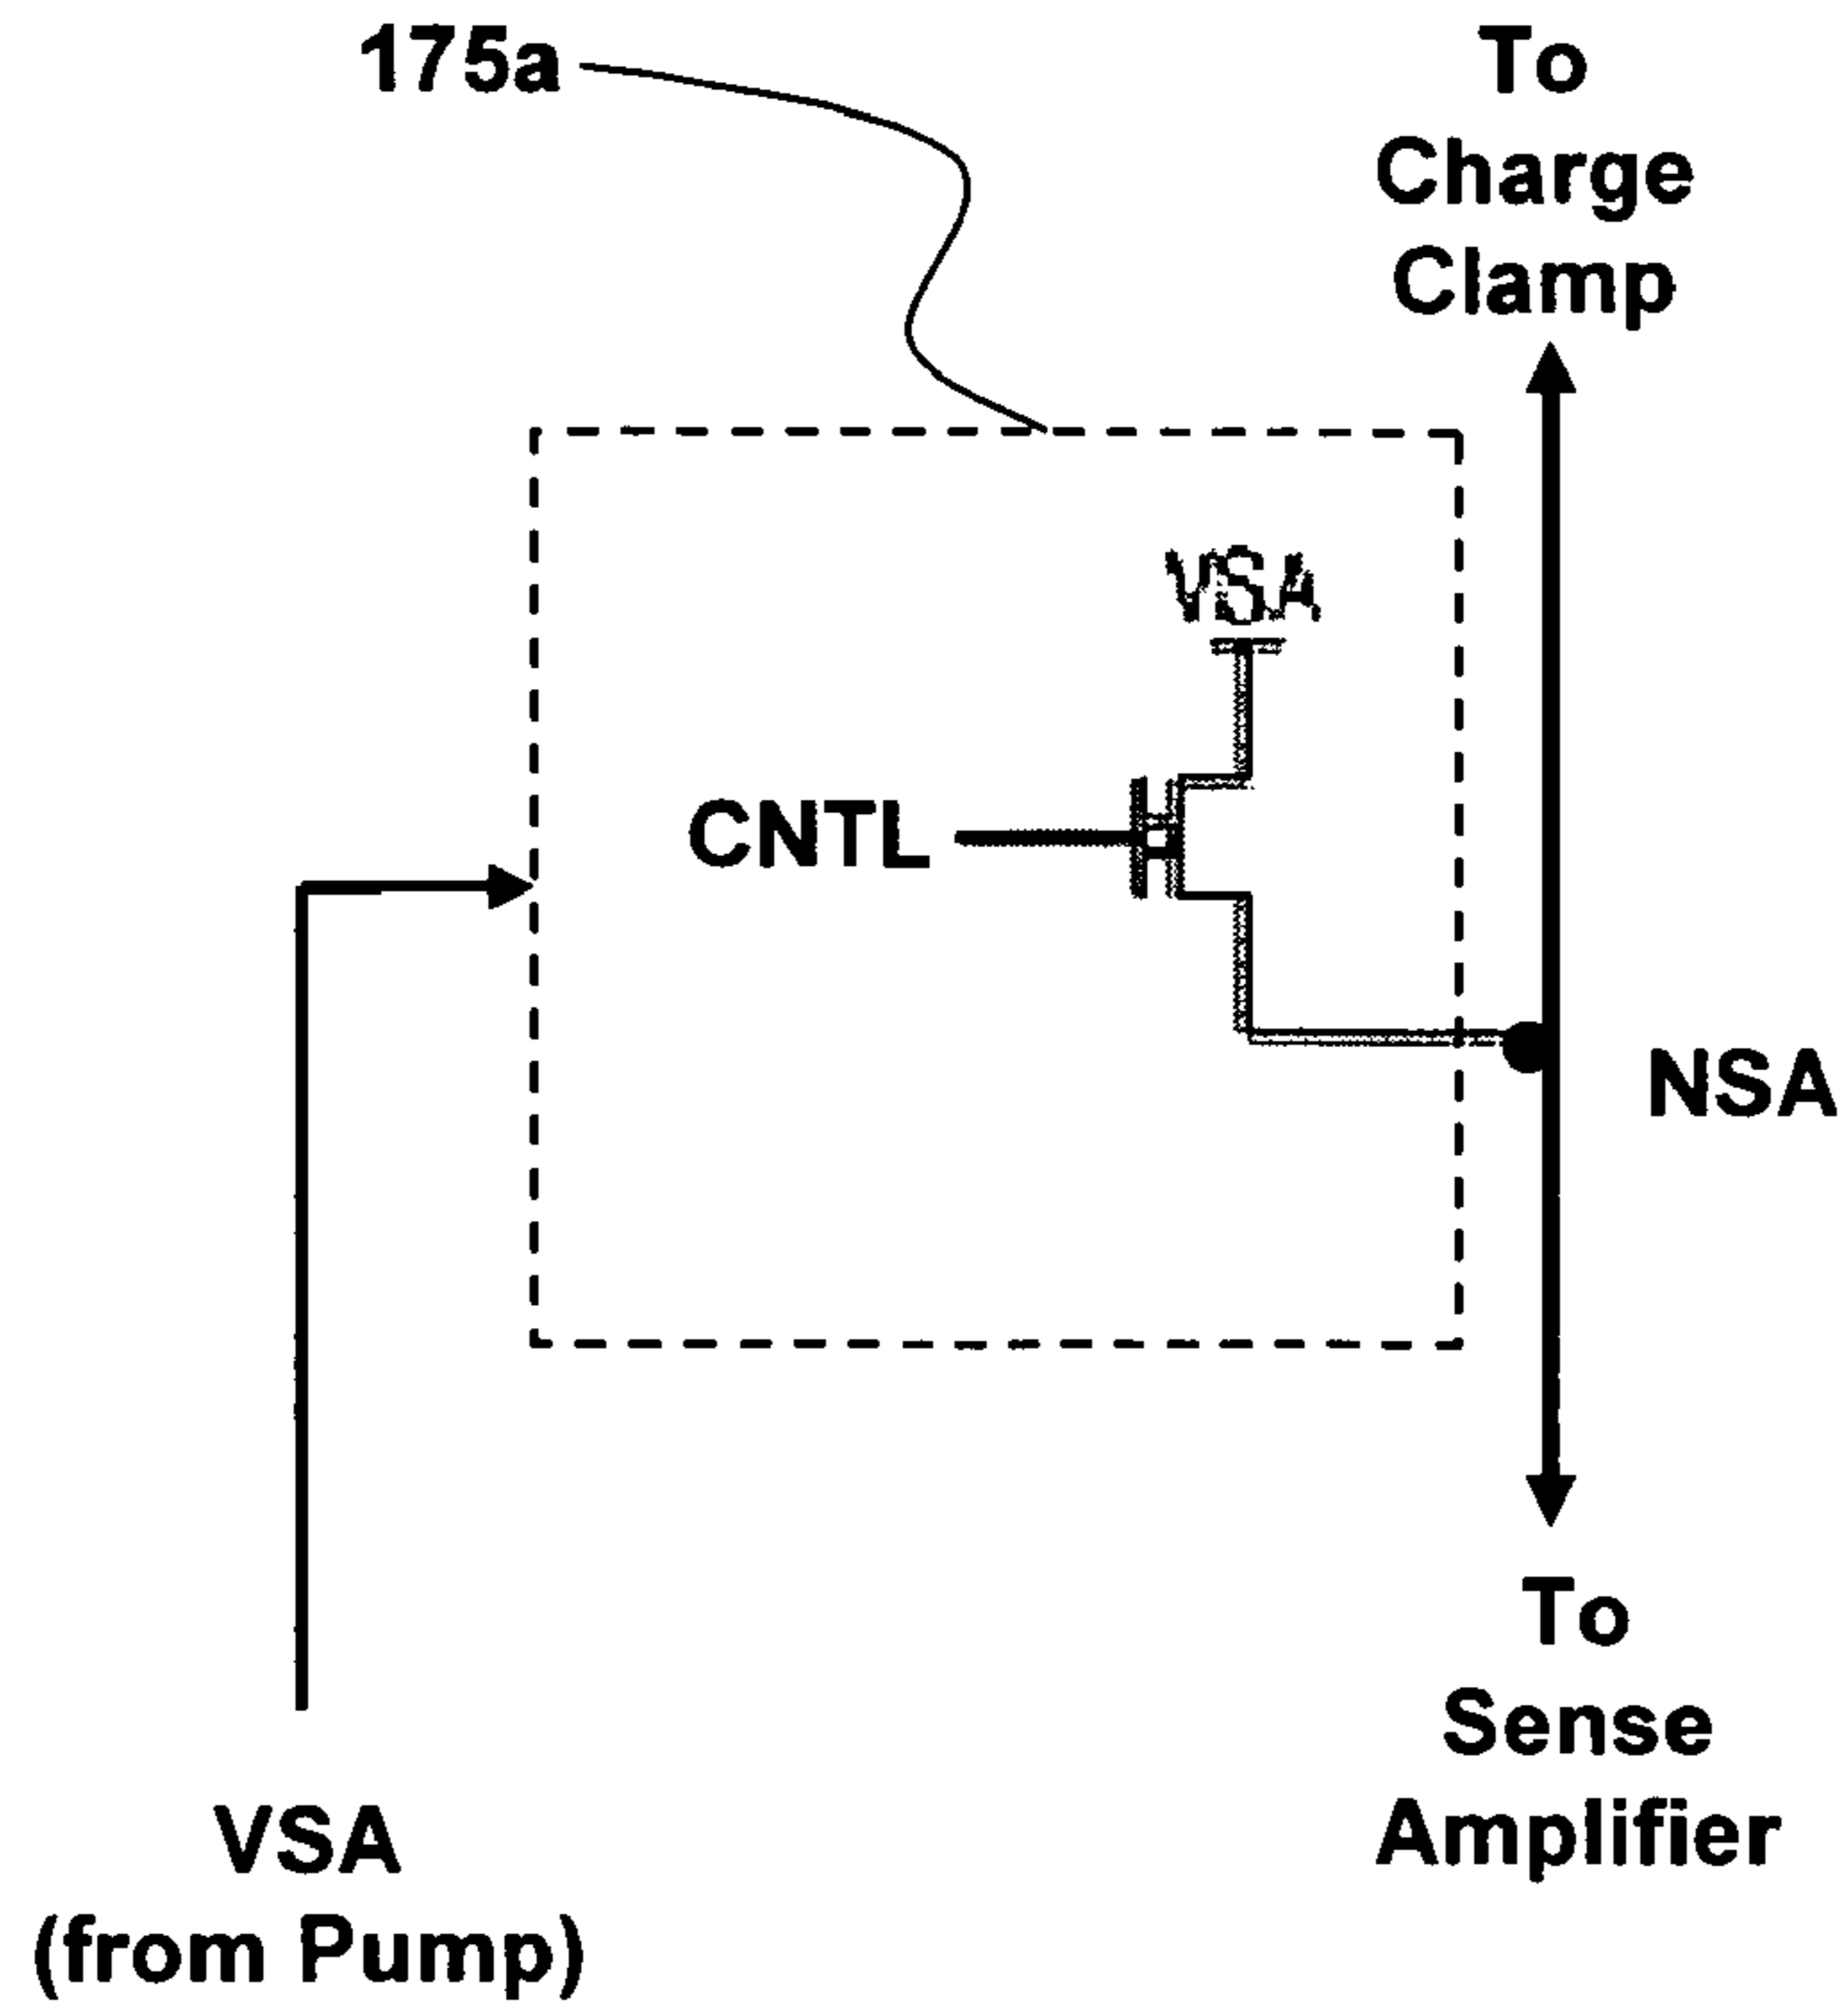 175a
To
Charge
Clamp
VSA
CNTL
NSA
To
Sense
Amplifier
VSA
(from Pump)